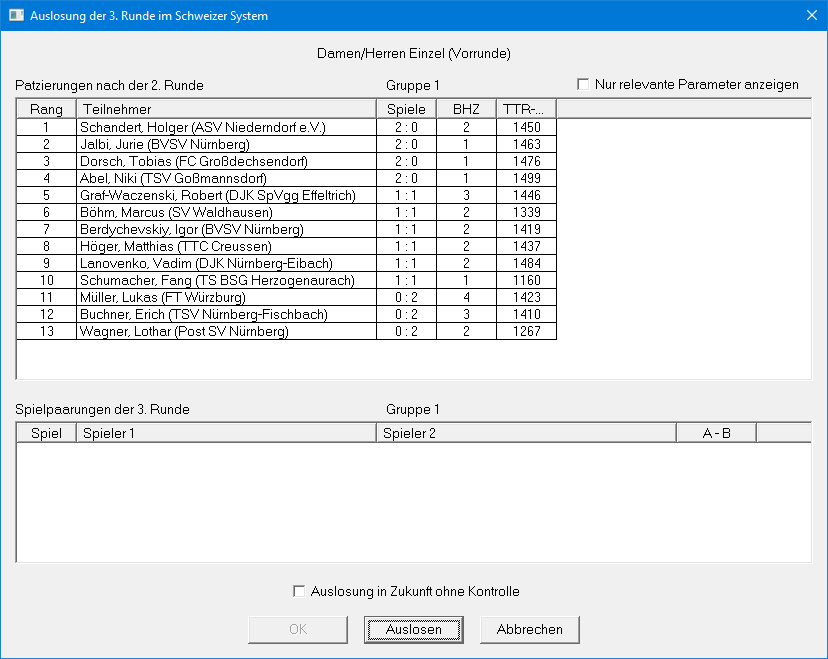 Auslosung der 3. Runde im Schweizer System
Damen/Herren Einzel (Vorrunde)
Patzierungen nach der 2. Runde Gruppe 1 Nur relevante Parameter anzeigen
Rang Teilnehmer Spiele BHZ TTR-...
1 Schandert, Holger (ASV Niederndorf e.V.) 2 : 0 2 1450
2 Jalbi, Jurie (BVSV Nürnberg) 2 : 0 1 1463
3 Dorsch, Tobias (FC Großdechsendorf) 2 : 0 1 1476
4 Abel, Niki (TSV Goßmannsdorf) 2 : 0 1 1499
5 Graf-Waczenski, Robert (DJK SpVgg Effeltrich) 1 : 1 3 1446
6 Böhm, Marcus (SV Waldhausen) 1 : 1 2 1339
7 Berdychevskiy, Igor (BVSV Nürnberg) 1 : 1 2 1419
8 Höger, Matthias (TTC Creussen) 1 : 1 2 1437
9 Lanovenko, Vadim (DJK Nürnberg-Eibach) 1 : 1 2 1484
10 Schumacher, Fang (TS BSG Herzogenaurach) 1 : 1 1 1160
11 Müller, Lukas (FT Würzburg) 0 : 2 4 1423
12 Buchner, Erich (TSV Nürnberg-Fischbach) 0 : 2 3 1410
13 Wagner, Lothar (Post SV Nürnberg) 0 : 2 2 1267
Spielpaarungen der 3. Runde Gruppe 1
Spiel Spieler 1 Spieler 2 A - B
Auslosung in Zukunft ohne Kontrolle
OK Auslosen Abbrechen